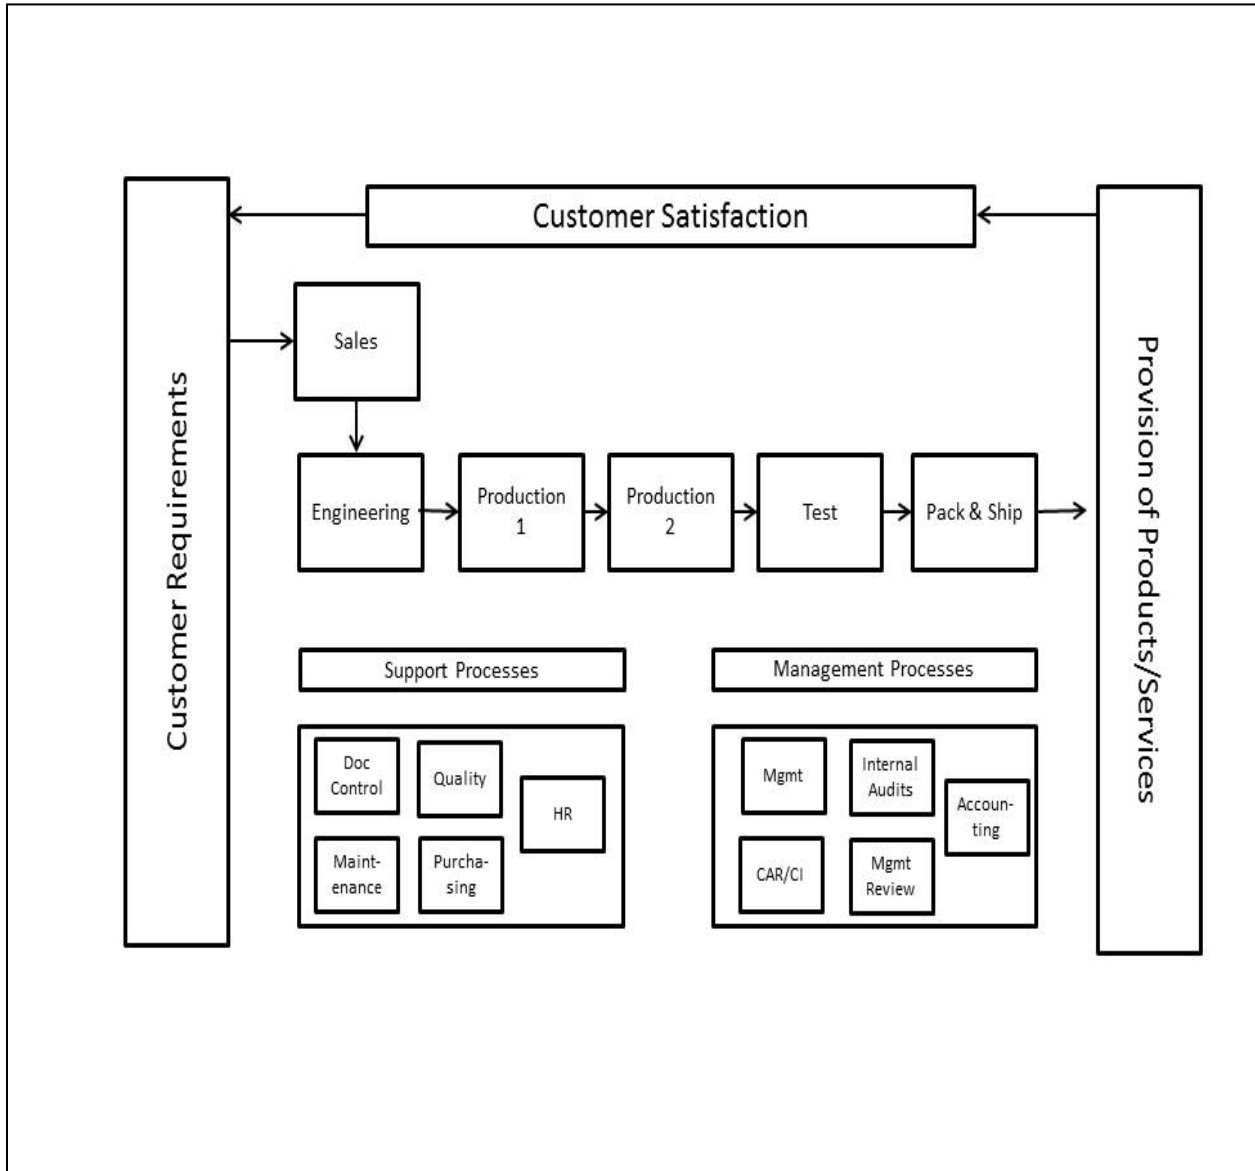 Customer Satisfaction
Customer Requirements
Sales
Provision of Products/Services
Engineering
Production
1
Production
2
Test
Pack & Ship
Support Processes
Management Processes
Doc
Control
Quality
HR
Maint-
enance
Purcha-
sing
Mgmt
Internal
Audits
Accoun-
ting
CAR/CI
Mgmt
Review